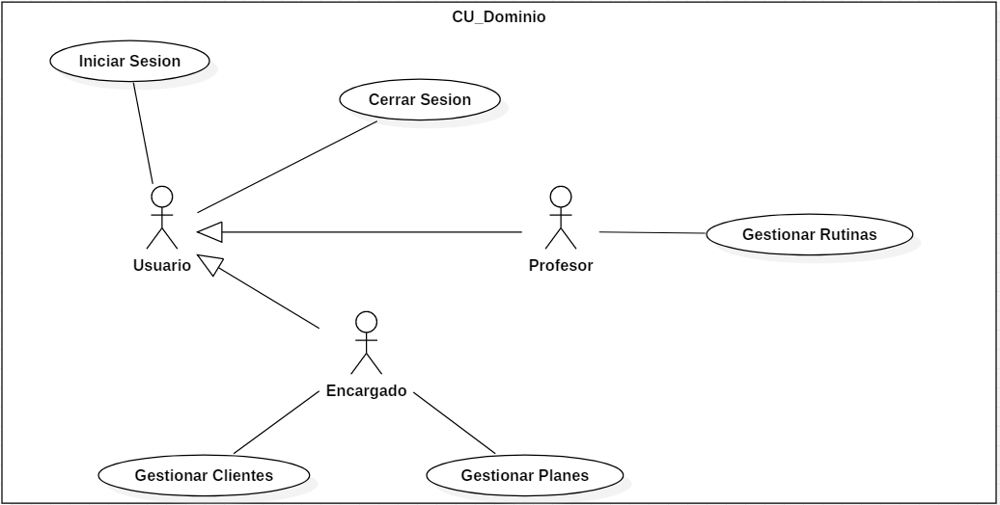 CU_Dominio
Iniciar Sesion
Cerrar Sesion
Usuario
Profesor
Gestionar Rutinas
Encargado
Gestionar Clientes
Gestionar Planes